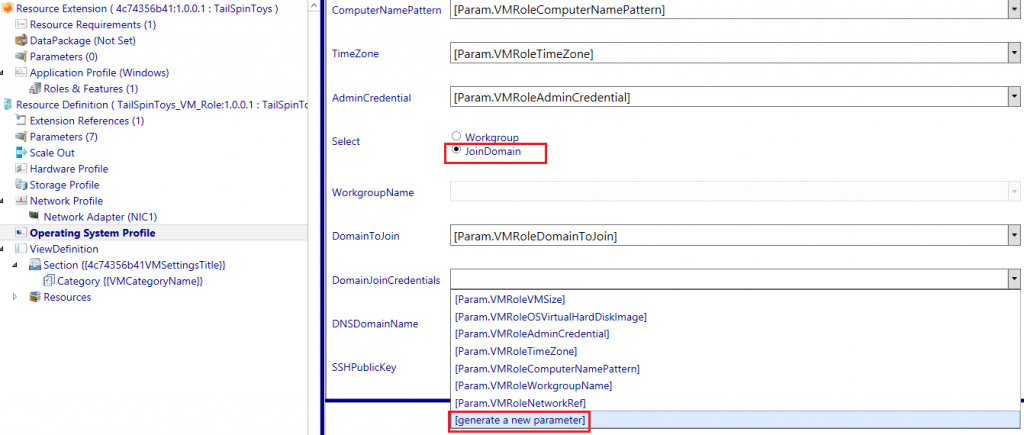 Resource Extension ( 4c74356b41:1.0.0.1 : TailSpinToys )
Resource Requirements (1)
DataPackage (Not Set)
Parameters (0)
Application Profile (Windows)
Roles & Features (1)
Resource Definition ( TailSpinToys_VM_Role:1.0.0.1 : TailSpinTo
Extension References (1)
Parameters (7)
Scale Out
Hardware Profile
Storage Profile
Network Profile
Network Adapter (NIC1)
Operating System Profile
ViewDefinition
Section {{4c74356b41VMSettingsTitle}}
Category {{VMCategoryName}}
Resources
ComputerNamePattern [Param.VMRoleComputerNamePattern]
TimeZone [Param.VMRoleTimeZone]
AdminCredential [Param.VMRoleAdminCredential]
Select Workgroup
JoinDomain
WorkgroupName
DomainToJoin [Param.VMRoleDomainToJoin]
DomainJoinCredentials
[Param.VMRoleVMSize]
[Param.VMRoleOSVirtualHardDiskImage]
DNSDomainName
[Param.VMRoleAdminCredential]
[Param.VMRoleTimeZone]
SSHPublicKey
[Param.VMRoleComputerNamePattern]
[Param.VMRoleWorkgroupName]
[Param.VMRoleNetworkRef]
[generate a new parameter]